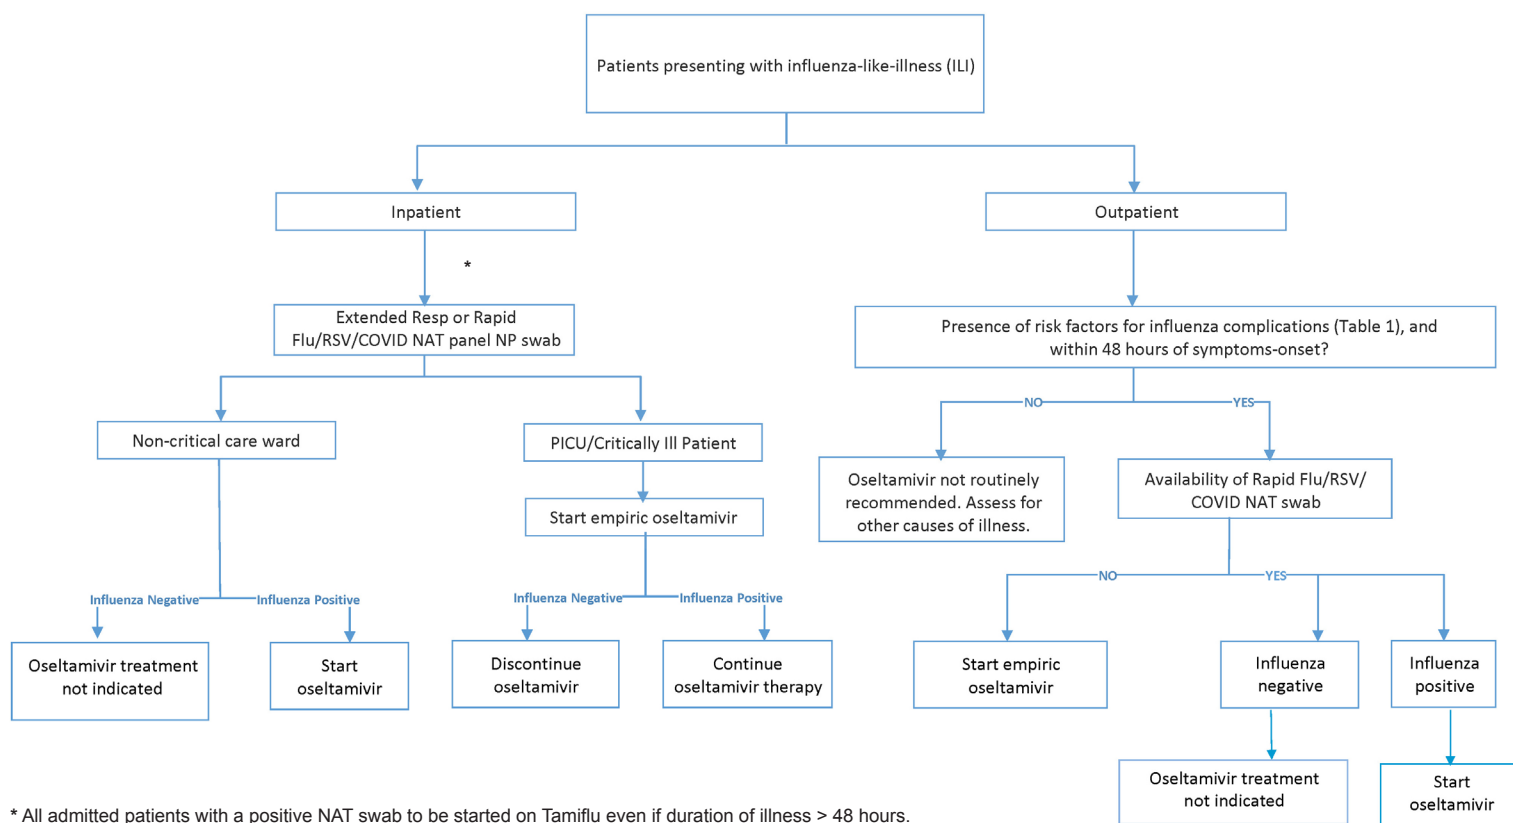 Patients presenting with influenza-like-illness (ILI)
Inpatient
Outpatient
*
Extended Resp or Rapid
Flu/RSV/COVID NAT panel NP swab
Presence of risk factors for influenza complications (Table 1), and
within 48 hours of symptoms-onset?
NO
YES
Non-critical care ward
PICU/Critically Ill Patient
Oseltamivir not routinely
recommended. Assess for
other causes of illness.
Availability of Rapid Flu/RSV/
COVID NAT swab
Start empiric oseltamivir
NO
YES
Influenza Negative
Influenza Positive
Influenza Negative
Influenza Positive
Oseltamivir treatment
not indicated
Start
oseltamivir
Discontinue
oseltamivir
Continue
oseltamivir therapy
Start empiric
oseltamivir
Influenza
negative
Influenza
positive
Oseltamivir treatment
not indicated
Start
oseltamivir
* All admitted patients with a positive NAT swab to be started on Tamiflu even if duration of illness > 48 hours.